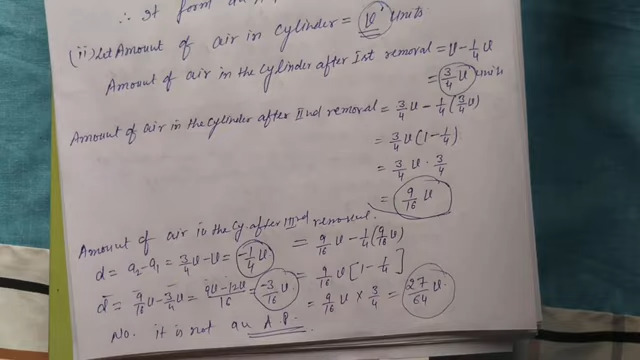 ∴ It form an
(ii) Let Amount of air in cylinder = v units.
Amount of air in the cylinder after Ist removal = v - 1/4 v
= 3/4 v units
Amount of air in the cylinder after IInd removal = 3/4 v - 1/4 (3/4 v)
= 3/4 v (1 - 1/4)
= 3/4 v · 3/4
= 9/16 v
Amount of air in the cy. after IIIrd removal.
= 9/16 v - 1/4 (9/16 v)
d = a2 - a1 = 3/4 v - v = -1/4 v
= 9/16 v [1 - 1/4]
d = 9/16 v - 3/4 v = 9v - 12v / 16 = -3/16 v
= 9/16 v × 3/4 = 27/64 v.
No. it is not an A.P.